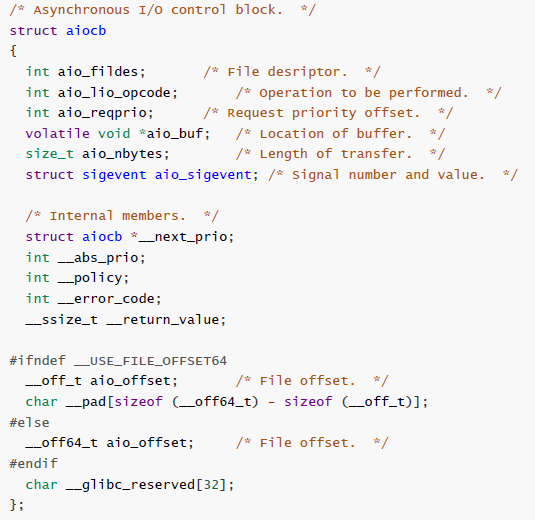 /* Asynchronous I/O control block.  */
struct aiocb
{
  int aio_fildes;		/* File desriptor.  */
  int aio_lio_opcode;		/* Operation to be performed.  */
  int aio_reqprio;		/* Request priority offset.  */
  volatile void *aio_buf;	/* Location of buffer.  */
  size_t aio_nbytes;		/* Length of transfer.  */
  struct sigevent aio_sigevent;	/* Signal number and value.  */

  /* Internal members.  */
  struct aiocb *__next_prio;
  int __abs_prio;
  int __policy;
  int __error_code;
  __ssize_t __return_value;

#ifndef __USE_FILE_OFFSET64
  __off_t aio_offset;		/* File offset.  */
  char __pad[sizeof (__off64_t) - sizeof (__off_t)];
#else
  __off64_t aio_offset;		/* File offset.  */
#endif
  char __glibc_reserved[32];
};